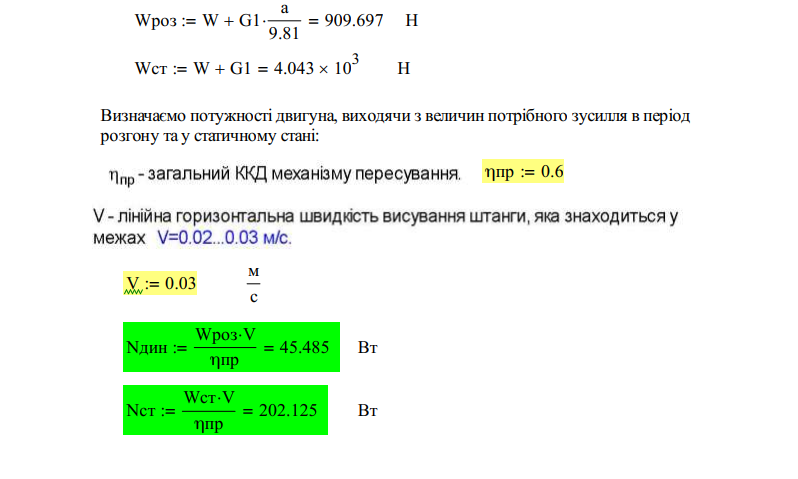 Wроз := W + G1·a/9.81 = 909.697 Н
Wст := W + G1 = 4.043 × 10³ Н
Визначаємо потужності двигуна, виходячи з величин потрібного зусилля в період
розгону та у статичному стані:
ηпр - загальний ККД механізму пересування. ηпр := 0.6
V – лінійна горизонтальна швидкість висування штанги, яка знаходиться у
межах V=0.02...0.03 м/с.
V := 0.03 м/с
Nдин := Wроз·V/ηпр = 45.485 Вт
Nст := Wст·V/ηпр = 202.125 Вт